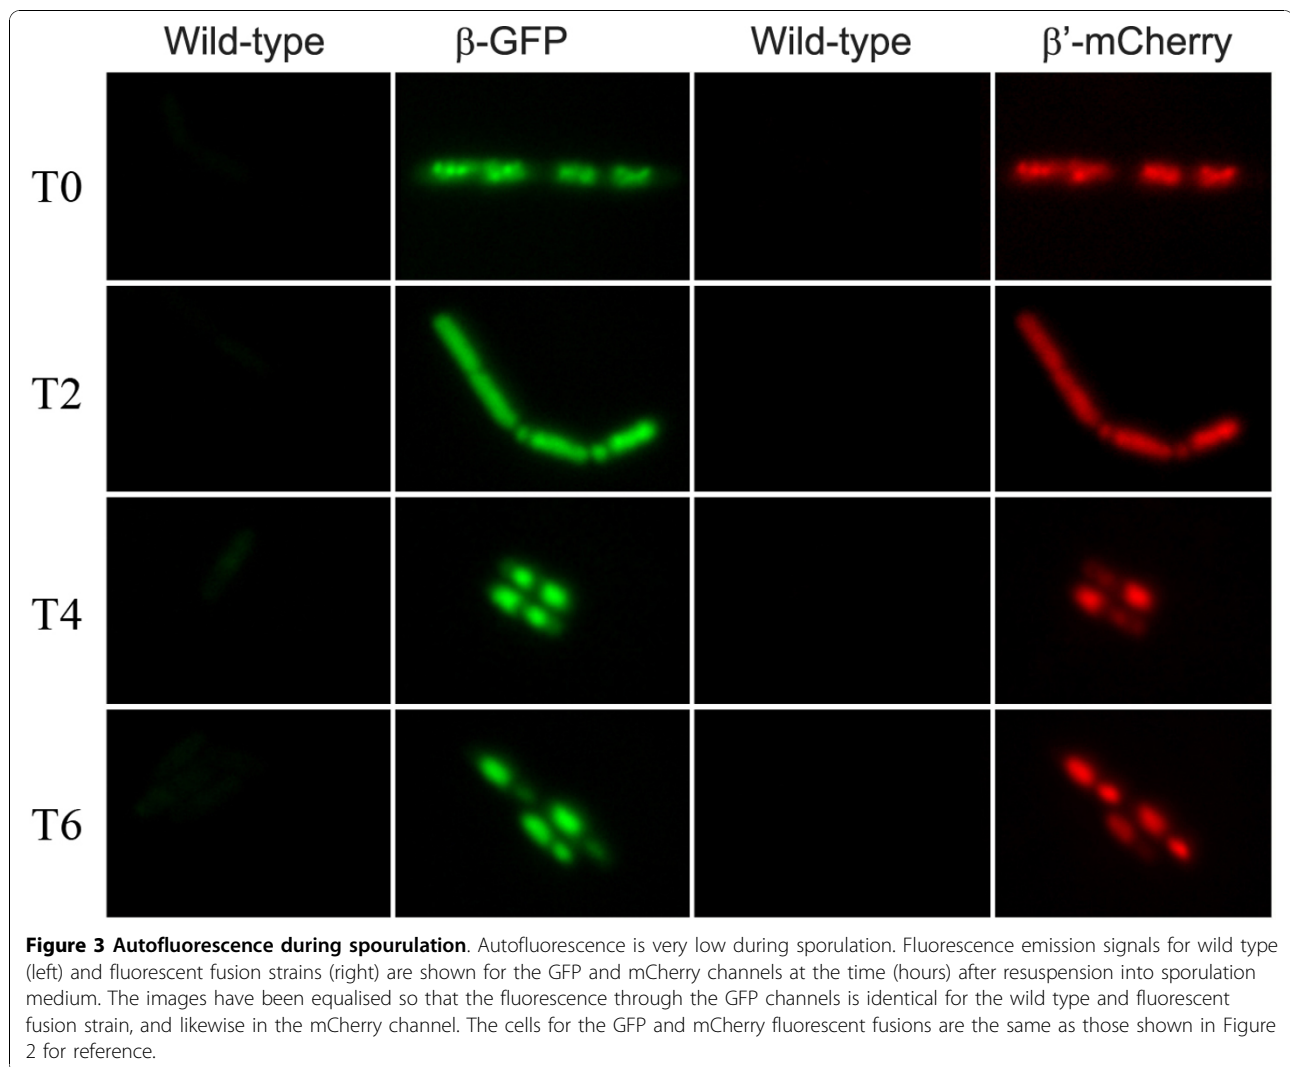 Wild-type β-GFP Wild-type β’-mCherry
T0
T2
T4
T6
Figure 3 Autofluorescence during spourulation. Autofluorescence is very low during sporulation. Fluorescence emission signals for wild type
(left) and fluorescent fusion strains (right) are shown for the GFP and mCherry channels at the time (hours) after resuspension into sporulation
medium. The images have been equalised so that the fluorescence through the GFP channels is identical for the wild type and fluorescent
fusion strain, and likewise in the mCherry channel. The cells for the GFP and mCherry fluorescent fusions are the same as those shown in Figure
2 for reference.